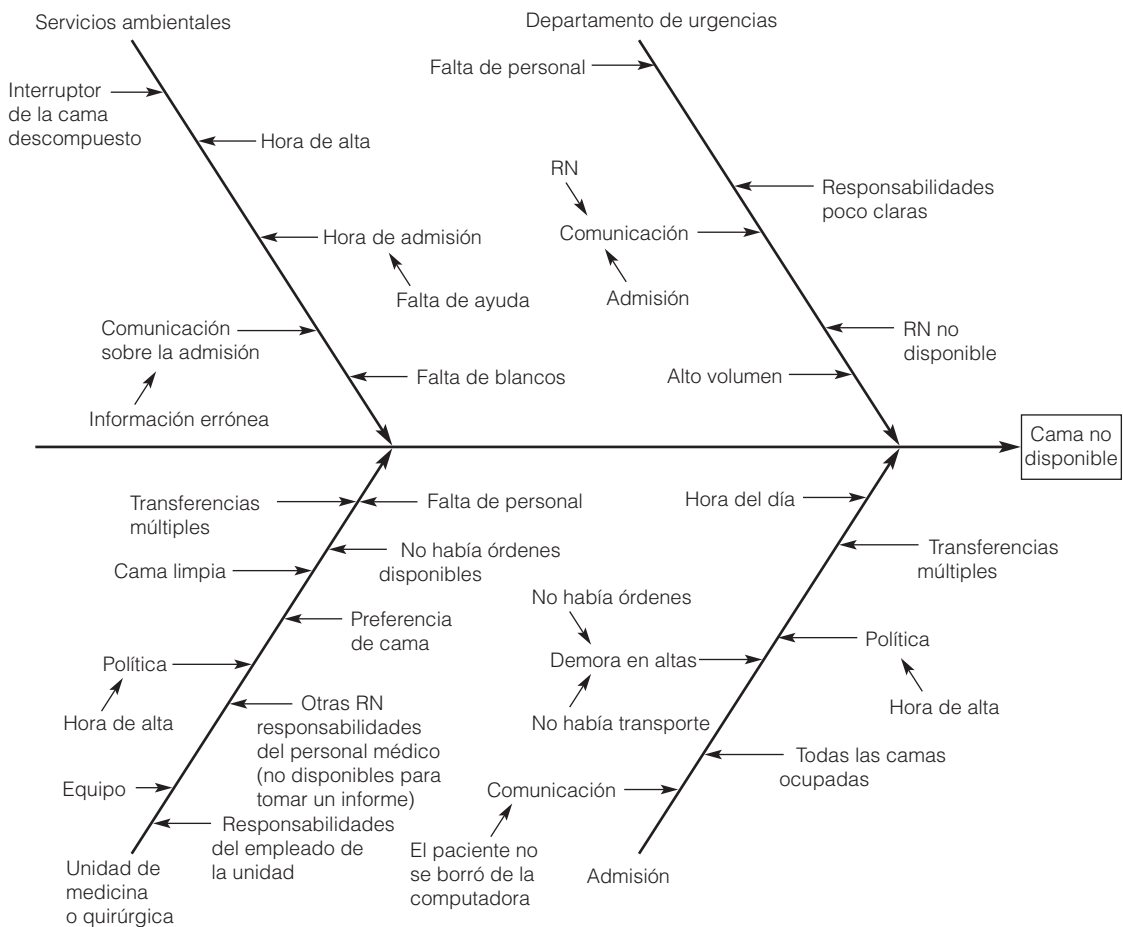 Servicios ambientales
Departamento de urgencias
Falta de personal
Interruptor
de la cama
descompuesto
Hora de alta
RN
Responsabilidades
poco claras
Comunicación
Hora de admisión
Admisión
Falta de ayuda
Comunicación
sobre la admisión
RN no
disponible
Falta de blancos
Alto volumen
Información errónea
Cama no
disponible
Transferencias
múltiples
Falta de personal
Hora del día
No había órdenes
disponibles
Transferencias
múltiples
Cama limpia
No había órdenes
Preferencia
de cama
Política
Demora en altas
Política
Hora de alta
Otras RN
responsabilidades
del personal médico
(no disponibles para
tomar un informe)
No había transporte
Hora de alta
Todas las camas
ocupadas
Equipo
Comunicación
Responsabilidades
del empleado de
la unidad
El paciente no
se borró de la
computadora
Unidad de
medicina
o quirúrgica
Admisión